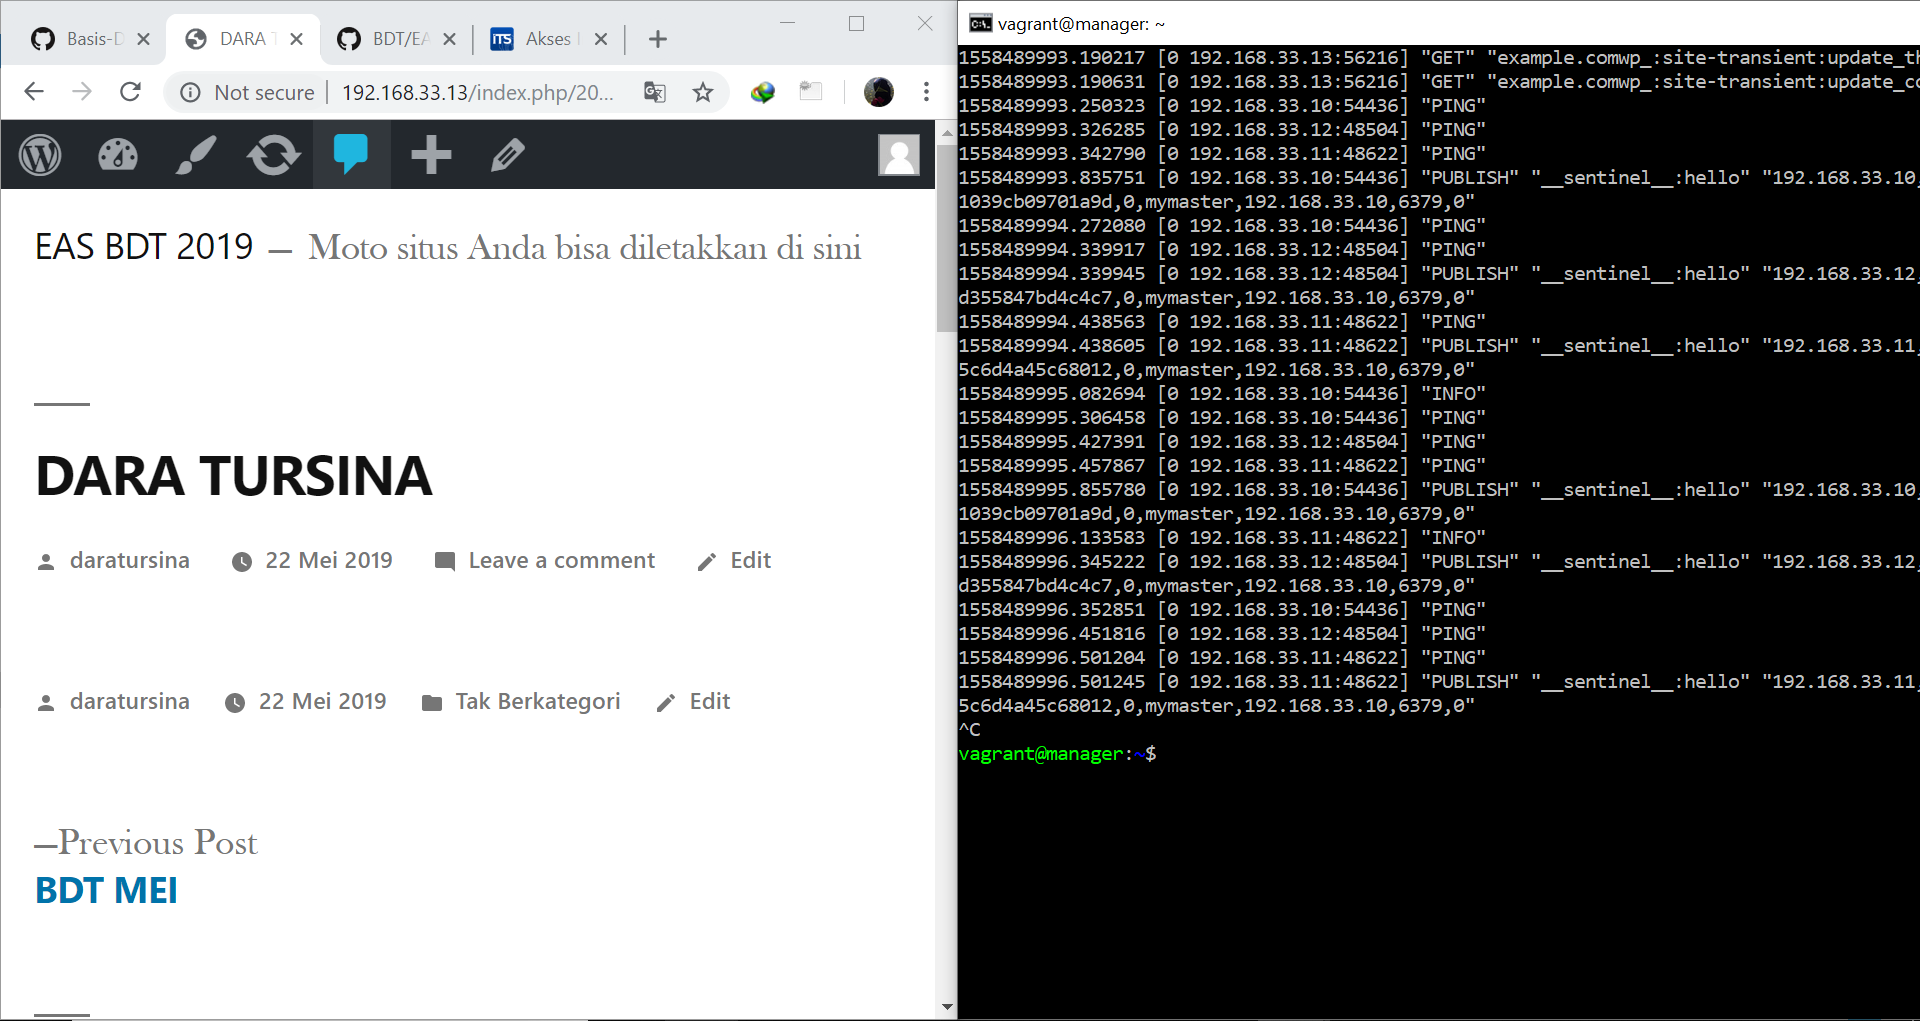 Basis-D
DARA T
BDT/EA
iTS
Akses I
Not secure
192.168.33.13/index.php/20...
EAS BDT 2019 – Moto situs Anda bisa diletakkan di sini
DARA TURSINA
daratursina 22 Mei 2019 Leave a comment Edit
daratursina 22 Mei 2019 Tak Berkategori Edit
—Previous Post
BDT MEI
vagrant@manager: ~
1558489993.190217 [0 192.168.33.13:56216] "GET" "example.comwp_:site-transient:update_th
1558489993.190631 [0 192.168.33.13:56216] "GET" "example.comwp_:site-transient:update_co
1558489993.250323 [0 192.168.33.10:54436] "PING"
1558489993.326285 [0 192.168.33.12:48504] "PING"
1558489993.342790 [0 192.168.33.11:48622] "PING"
1558489993.835751 [0 192.168.33.10:54436] "PUBLISH" "__sentinel__:hello" "192.168.33.10,
1039cb09701a9d,0,mymaster,192.168.33.10,6379,0"
1558489994.272080 [0 192.168.33.10:54436] "PING"
1558489994.339917 [0 192.168.33.12:48504] "PING"
1558489994.339945 [0 192.168.33.12:48504] "PUBLISH" "__sentinel__:hello" "192.168.33.12,
d355847bd4c4c7,0,mymaster,192.168.33.10,6379,0"
1558489994.438563 [0 192.168.33.11:48622] "PING"
1558489994.438605 [0 192.168.33.11:48622] "PUBLISH" "__sentinel__:hello" "192.168.33.11,
5c6d4a45c68012,0,mymaster,192.168.33.10,6379,0"
1558489995.082694 [0 192.168.33.10:54436] "INFO"
1558489995.306458 [0 192.168.33.10:54436] "PING"
1558489995.427391 [0 192.168.33.12:48504] "PING"
1558489995.457867 [0 192.168.33.11:48622] "PING"
1558489995.855780 [0 192.168.33.10:54436] "PUBLISH" "__sentinel__:hello" "192.168.33.10,
1039cb09701a9d,0,mymaster,192.168.33.10,6379,0"
1558489996.133583 [0 192.168.33.11:48622] "INFO"
1558489996.345222 [0 192.168.33.12:48504] "PUBLISH" "__sentinel__:hello" "192.168.33.12,
d355847bd4c4c7,0,mymaster,192.168.33.10,6379,0"
1558489996.352851 [0 192.168.33.10:54436] "PING"
1558489996.451816 [0 192.168.33.12:48504] "PING"
1558489996.501204 [0 192.168.33.11:48622] "PING"
1558489996.501245 [0 192.168.33.11:48622] "PUBLISH" "__sentinel__:hello" "192.168.33.11,
5c6d4a45c68012,0,mymaster,192.168.33.10,6379,0"
^C
vagrant@manager:~$